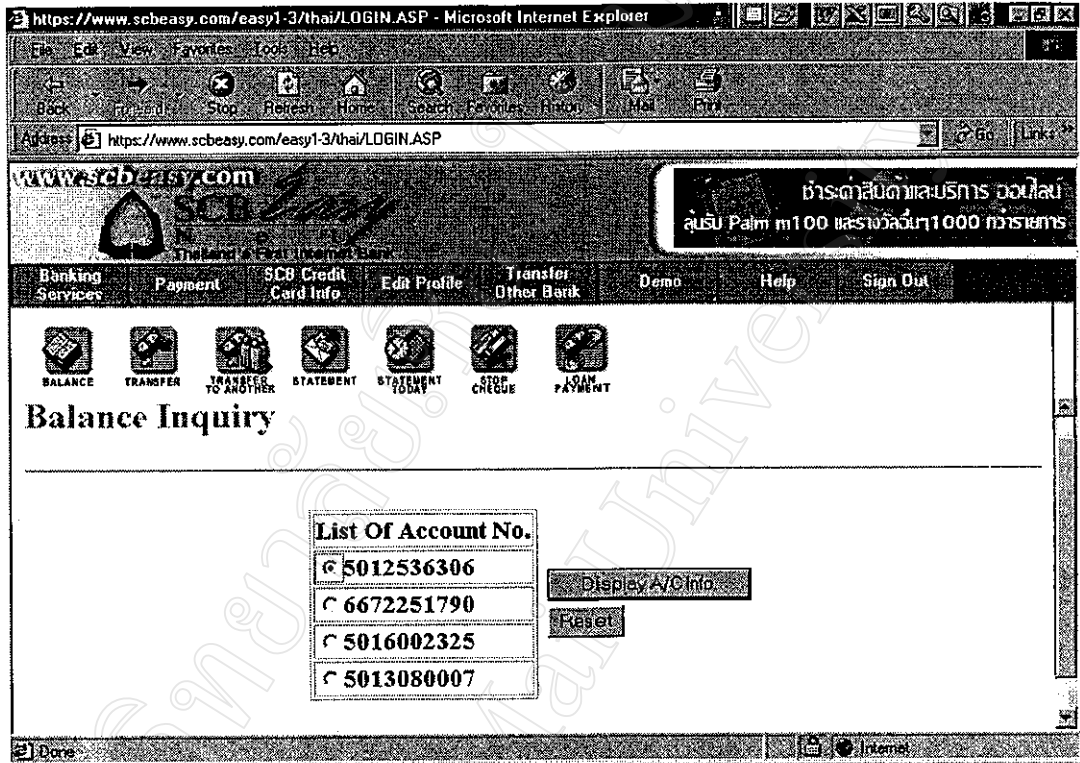 https://www.scbeasy.com/easy1-3/thai/LOGIN.ASP - Microsoft Internet Explorer
File Edit View Favorites Tools Help
Back Forward Stop Refresh Home Search Favorites History Mail Print
Address https://www.scbeasy.com/easy1-3/thai/LOGIN.ASP Go Links »
www.scbeasy.com
SCB Easy
Thailand's First Internet Bank
ชำระค่าสินค้าและบริการ ออนไลน์
ลุ้นรับ Palm m100 และรางวัลอื่นๆ1000 กว่ารายการ
Banking Services Payment SCB Credit Card Info Edit Profile Transfer Other Bank Demo Help Sign Out
BALANCE TRANSFER TRANSFER TO ANOTHER STATEMENT STATEMENT TODAY STOP CHEQUE LOAN PAYMENT
Balance Inquiry
List Of Account No.
5012536306
6672251790
5016002325
5013080007
Display A/C Info
Reset
Done Internet